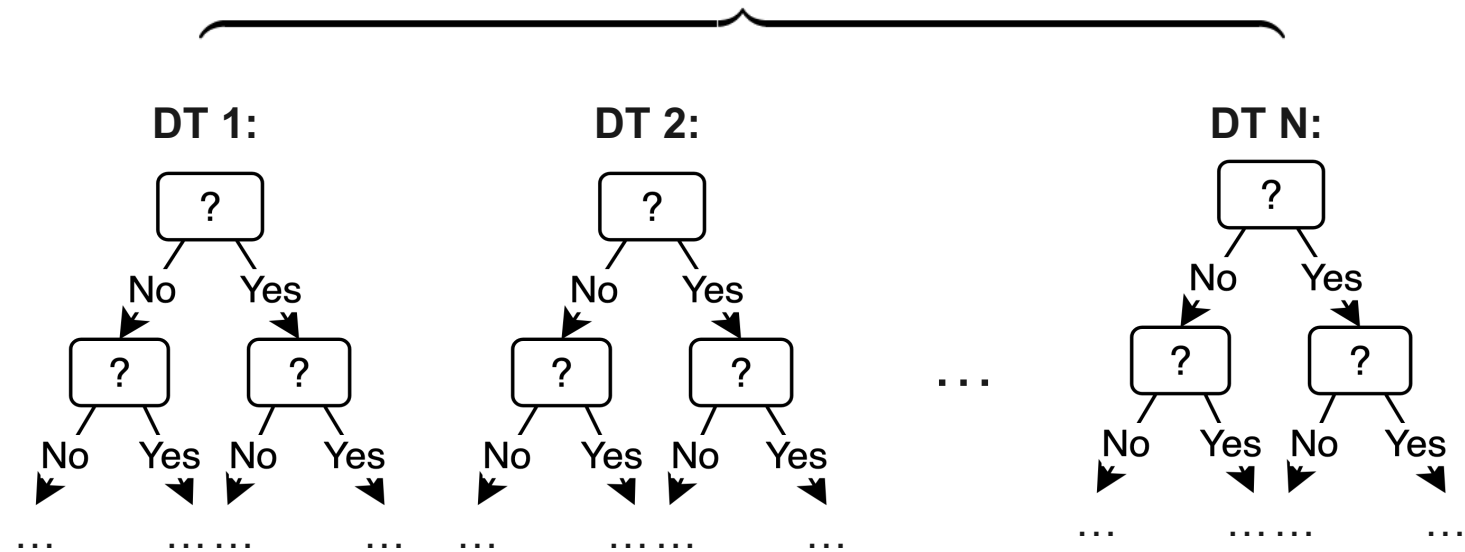 DT 1: DT 2: DT N:
? ? ?
No Yes No Yes No Yes
? ? ? ? ... ? ?
No Yes No Yes No Yes No Yes No Yes No Yes
... ... ... ... ... ... ... ... ... ... ... ...